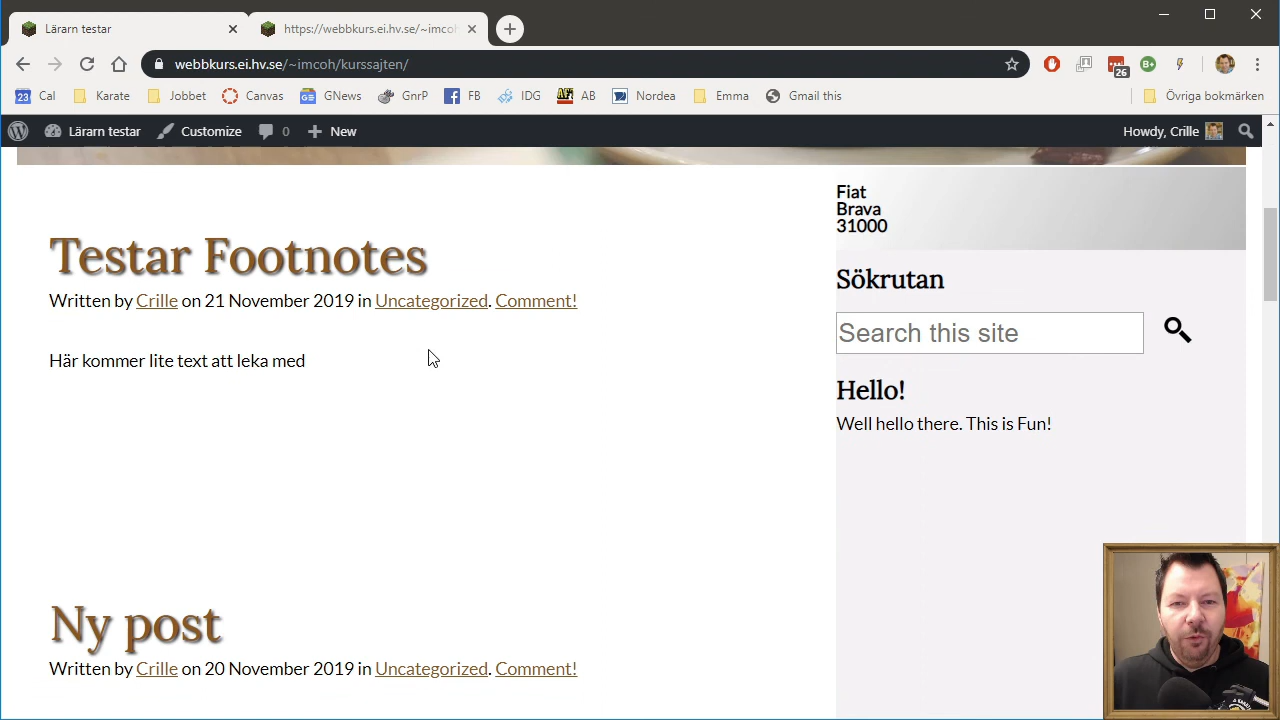 Lärarn testar
https://webbkurs.ei.hv.se/~imcoh
webbkurs.ei.hv.se/~imcoh/kurssajten/
26
B+
23 Cal
Karate
Jobbet
Canvas
GNews
GnrP
FB
IDG
AB
Nordea
Emma
Gmail this
Övriga bokmärken
Lärarn testar
Customize
0
New
Howdy, Crille
Fiat
Brava
31000
Testar Footnotes
Written by Crille on 21 November 2019 in Uncategorized. Comment!
Här kommer lite text att leka med
Sökrutan
Search this site
Hello!
Well hello there. This is Fun!
Ny post
Written by Crille on 20 November 2019 in Uncategorized. Comment!